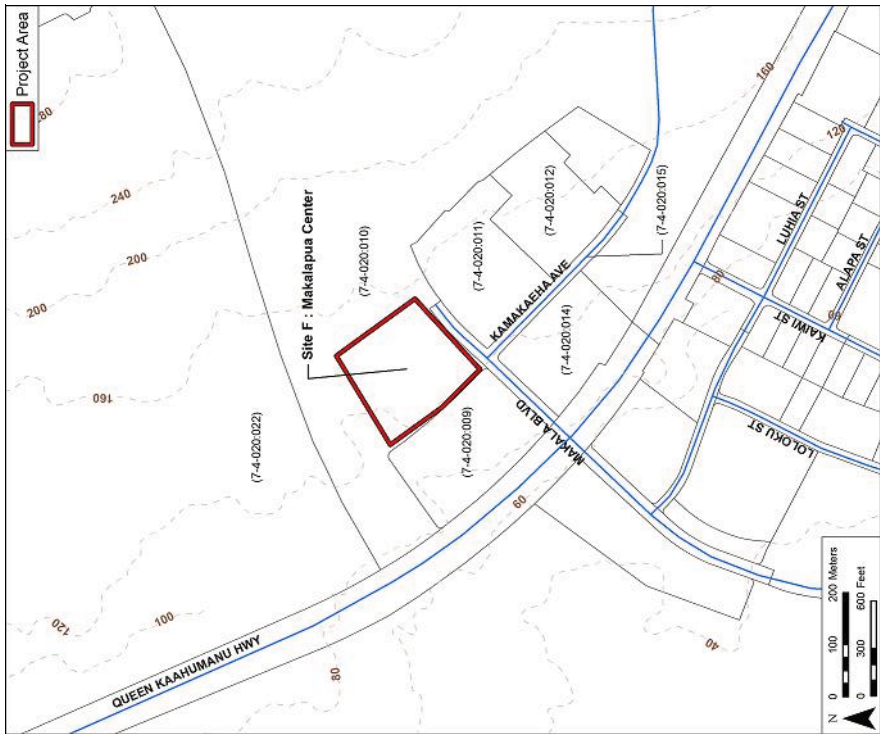 Project Area
280
240
200
200
160
Site F : Makalapua Center
(7-4-020:010)
(7-4-020:011)
(7-4-020:012)
(7-4-020:015)
(7-4-020:022)
(7-4-020:009)
(7-4-020:014)
KAMAKAEHA AVE
MAKALA BLVD
QUEEN KAAHUMANU HWY
160
120
LUHIA ST
ALAPA ST
80
KAIWI ST
60
LOLOKU ST
60
120
100
80
40
N
0 100 200 Meters
0 300 600 Feet